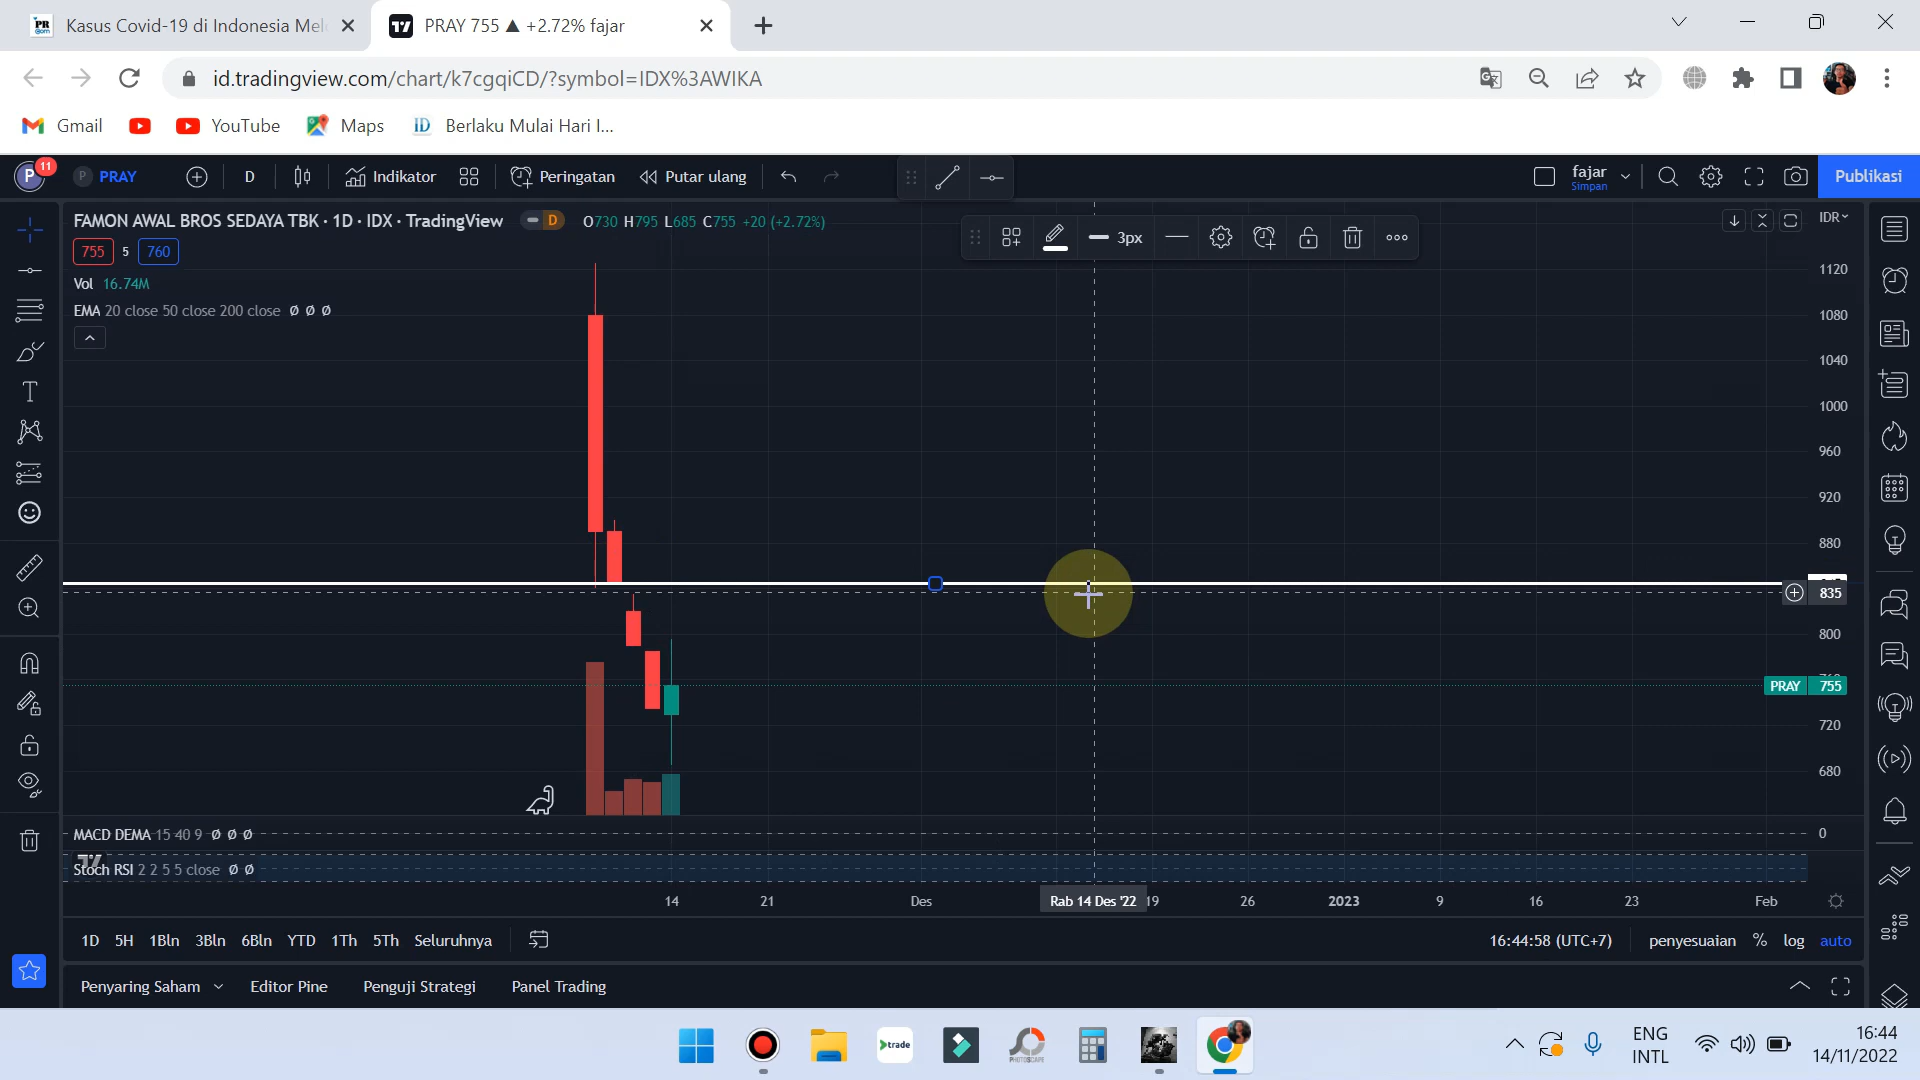 Kasus Covid-19 di Indonesia Mel
PRAY 755 ▲ +2.72% fajar
id.tradingview.com/chart/k7cgqiCD/?symbol=IDX%3AWIKA
Gmail
YouTube
Maps
ID Berlaku Mulai Hari I...
P 11
P PRAY
D
Indikator
Peringatan
Putar ulang
fajar
Simpan
Publikasi
FAMON AWAL BROS SEDAYA TBK · 1D · IDX · TradingView
D
O730 H795 L685 C755 +20 (+2.72%)
IDR
3px
755 5 760
Vol 16.74M
EMA 20 close 50 close 200 close Ø Ø Ø
1120
1080
1040
1000
960
920
880
835
800
PRAY 755
720
680
MACD DEMA 15 40 9 Ø Ø Ø
0
Stoch RSI 2 2 5 5 close Ø Ø
14
21
Des
Rab 14 Des '22
19
26
2023
9
16
23
Feb
1D 5H 1Bln 3Bln 6Bln YTD 1Th 5Th Seluruhnya
16:44:58 (UTC+7)
penyesuaian % log auto
Penyaring Saham
Editor Pine
Penguji Strategi
Panel Trading
trade
PHOTOSCAPE
ENG
INTL
16:44
14/11/2022